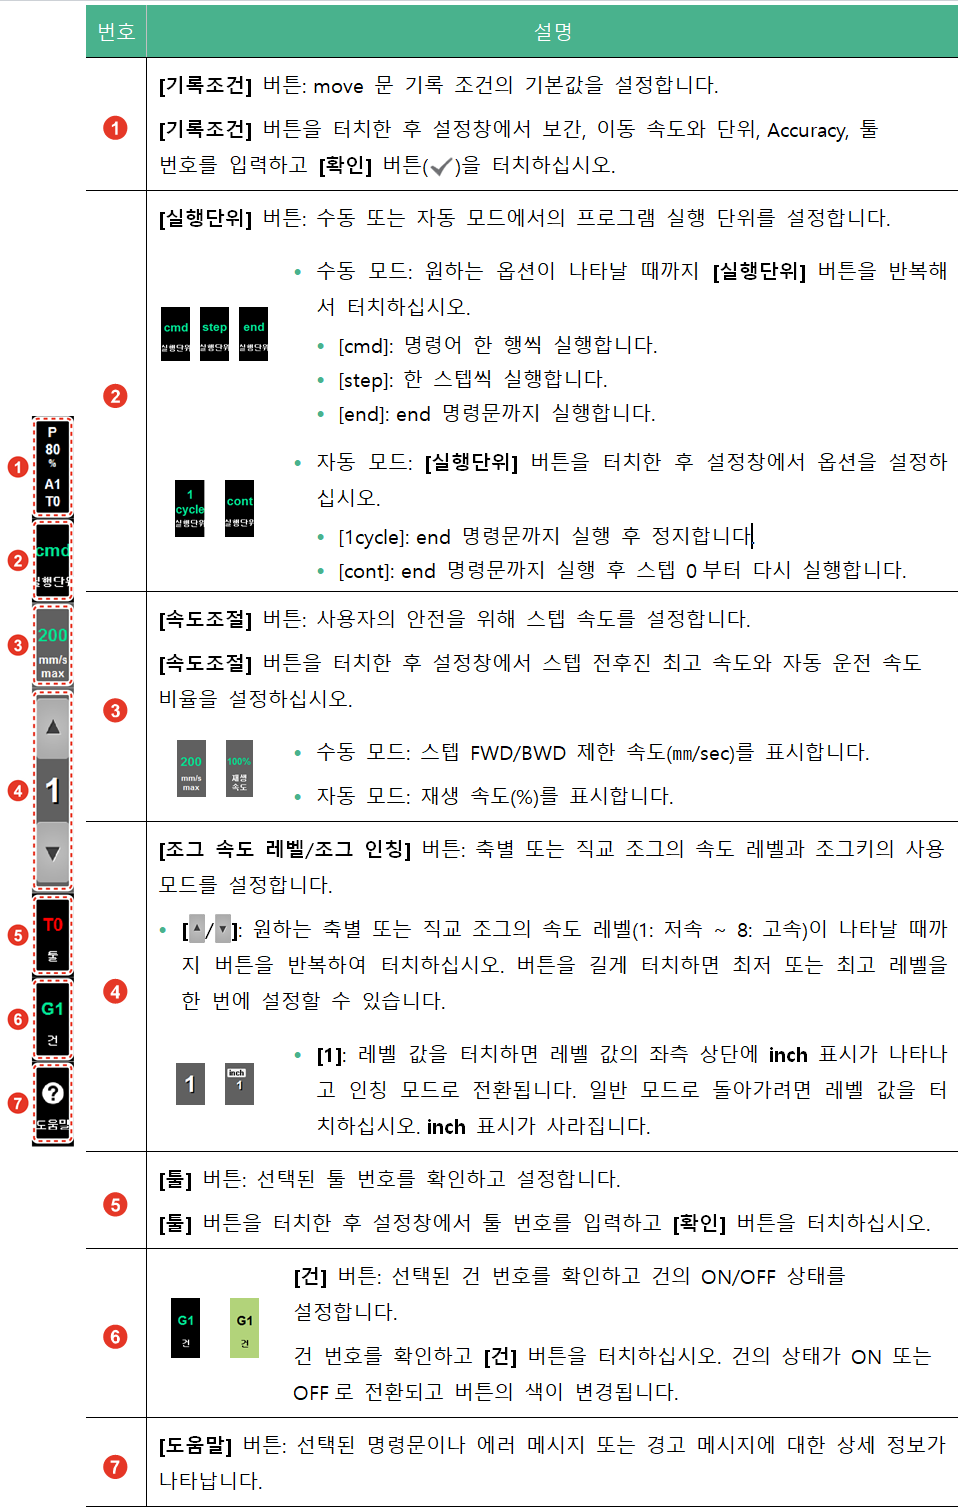 번호 설명
[기록조건] 버튼: move 문 기록 조건의 기본값을 설정합니다.
1
[기록조건] 버튼을 터치한 후 설정창에서 보간, 이동 속도와 단위, Accuracy, 툴
번호를 입력하고 [확인] 버튼( )을 터치하십시오.
[실행단위] 버튼: 수동 또는 자동 모드에서의 프로그램 실행 단위를 설정합니다.
수동 모드: 원하는 옵션이 나타날 때까지 [실행단위] 버튼을 반복해
서 터치하십시오.
cmd step end
실행단위 실행단위 실행단위
• [cmd]: 명령어 한 행씩 실행합니다.
• [step]: 한 스텝씩 실행합니다.
2
• [end]: end 명령문까지 실행합니다.
• 자동 모드: [실행단위] 버튼을 터치한 후 설정창에서 옵션을 설정하
십시오.
1
cycle cont
실행단위 실행단위
• [1cycle]: end 명령문까지 실행 후 정지합니다.
• [cont]: end 명령문까지 실행 후 스텝 0부터 다시 실행합니다.
[속도조절] 버튼: 사용자의 안전을 위해 스텝 속도를 설정합니다.
[속도조절] 버튼을 터치한 후 설정창에서 스텝 전후진 최고 속도와 자동 운전 속도
비율을 설정하십시오.
3
200 100%
mm/s 재생
max 속도
• 수동 모드: 스텝 FWD/BWD 제한 속도(mm/sec)를 표시합니다.
• 자동 모드: 재생 속도(%)를 표시합니다.
[조그 속도 레벨/조그 인칭] 버튼: 축별 또는 직교 조그의 속도 레벨과 조그키의 사용
모드를 설정합니다.
• [▲/▼]: 원하는 축별 또는 직교 조그의 속도 레벨(1: 저속 ~ 8: 고속)이 나타날 때까
지 버튼을 반복하여 터치하십시오. 버튼을 길게 터치하면 최저 또는 최고 레벨을
4
한 번에 설정할 수 있습니다.
1
inch
1
• [1]: 레벨 값을 터치하면 레벨 값의 좌측 상단에 inch 표시가 나타나
고 인칭 모드로 전환됩니다. 일반 모드로 돌아가려면 레벨 값을 터
치하십시오. inch 표시가 사라집니다.
[툴] 버튼: 선택된 툴 번호를 확인하고 설정합니다.
5
[툴] 버튼을 터치한 후 설정창에서 툴 번호를 입력하고 [확인] 버튼을 터치하십시오.
[건] 버튼: 선택된 건 번호를 확인하고 건의 ON/OFF 상태를
설정합니다.
G1 G1
건 건
6
건 번호를 확인하고 [건] 버튼을 터치하십시오. 건의 상태가 ON 또는
OFF로 전환되고 버튼의 색이 변경됩니다.
[도움말] 버튼: 선택된 명령문이나 에러 메시지 또는 경고 메시지에 대한 상세 정보가
7
나타납니다.
P
80
%
1
A1
T0
cmd
2
실행단위
200
3
mm/s
max
▲
4 1
▼
T0
5
툴
G1
6
건
?
7
도움말